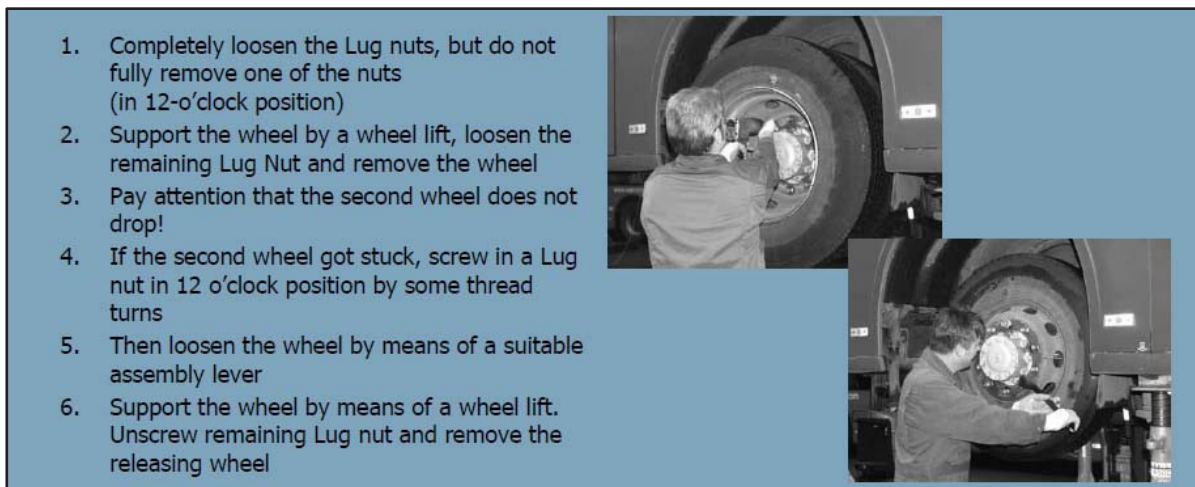 1. Completely loosen the Lug nuts, but do not
fully remove one of the nuts
(in 12-o’clock position)
2. Support the wheel by a wheel lift, loosen the
remaining Lug Nut and remove the wheel
3. Pay attention that the second wheel does not
drop!
4. If the second wheel got stuck, screw in a Lug
nut in 12 o’clock position by some thread
turns
5. Then loosen the wheel by means of a suitable
assembly lever
6. Support the wheel by means of a wheel lift.
Unscrew remaining Lug nut and remove the
releasing wheel